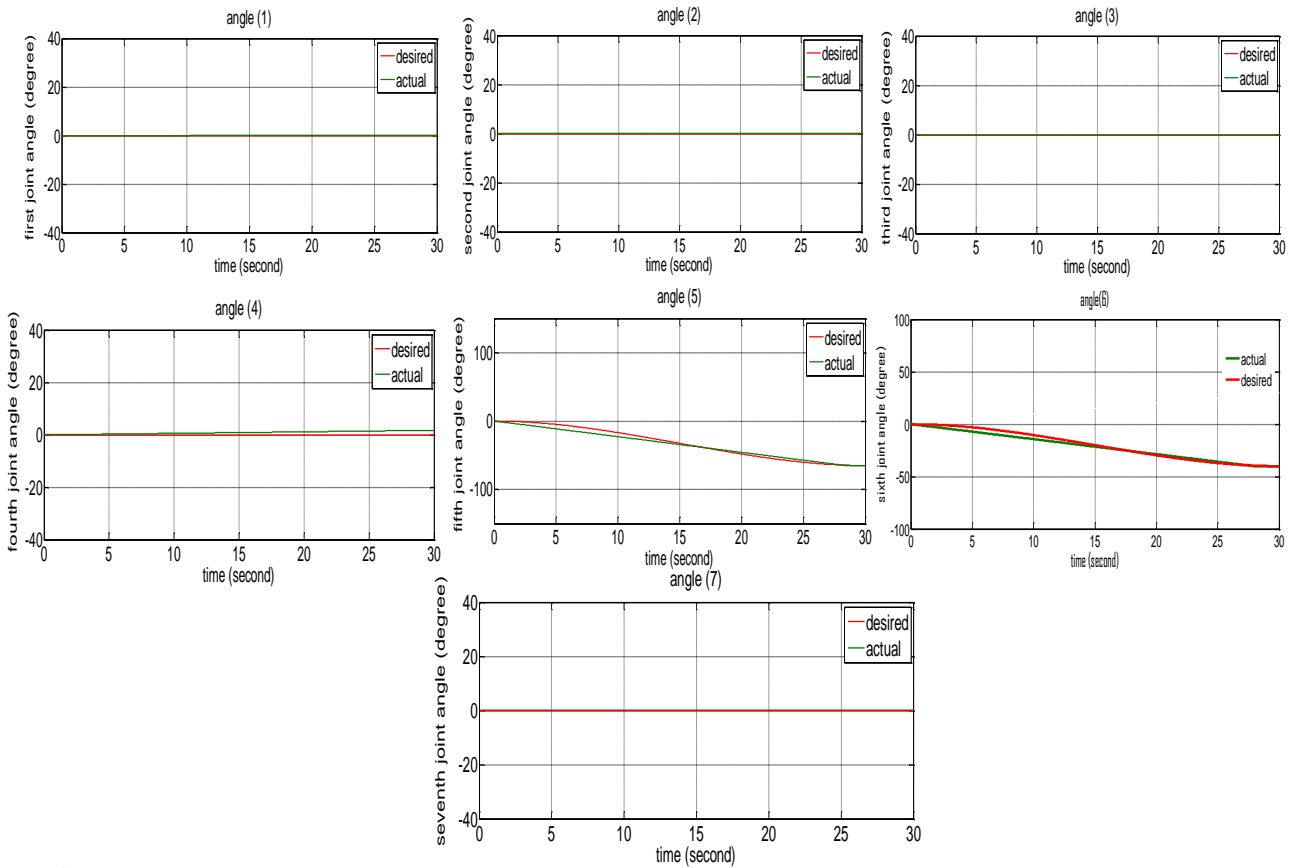 angle (1)
first joint angle (degree)
40
20
0
-20
-40
0 5 10 15 20 25 30
time (second)
desired
actual
angle (2)
second joint angle (degree)
40
20
0
-20
-40
0 5 10 15 20 25 30
time (second)
desired
actual
angle (3)
third joint angle (degree)
40
20
0
-20
-40
0 5 10 15 20 25 30
time (second)
desired
actual
angle (4)
fourth joint angle (degree)
40
20
0
-20
-40
0 5 10 15 20 25 30
time (second)
desired
actual
angle (5)
fifth joint angle (degree)
100
0
-100
0 5 10 15 20 25 30
time (second)
desired
actual
angle(6)
sixth joint angle (degree)
100
50
0
-50
-100
0 5 10 15 20 25 30
time (second)
actual
desired
angle (7)
seventh joint angle (degree)
40
20
0
-20
-40
0 5 10 15 20 25 30
time (second)
desired
actual